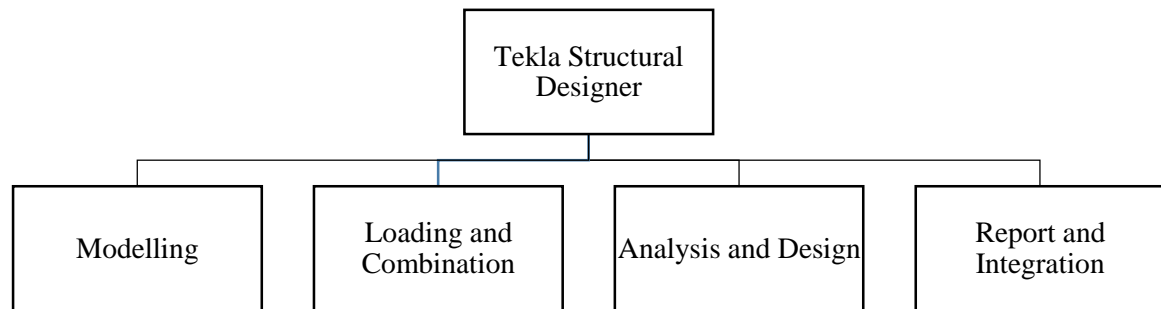 Tekla Structural
Designer
Modelling
Loading and
Combination
Analysis and Design
Report and
Integration